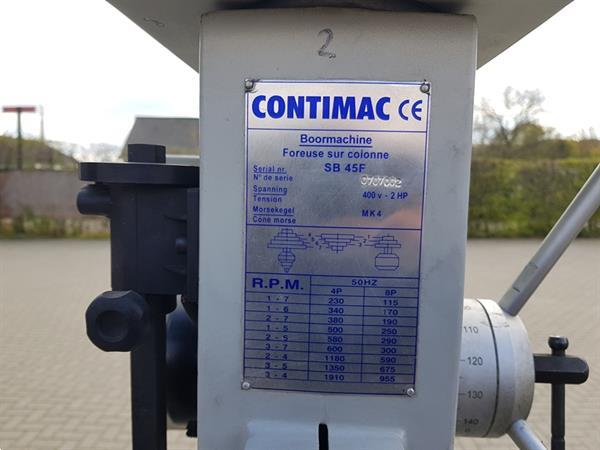 2
CONTIMAC CE
Boormachine
Foreuse sur colonne
Serial nr. SB 45F
N° de serie
Spanning 400 v - 2 HP
Tension
Morsekegel MK4
Cone morse
R.P.M. 50HZ
4P 8P
1 - 7 230 115
1 - 6 340 170
2 - 7 380 190
1 - 5 500 250
2 - 5 580 290
3 - 7 600 300
2 - 4 1180 590
3 - 5 1350 675
3 - 4 1910 955
110
120
130
140